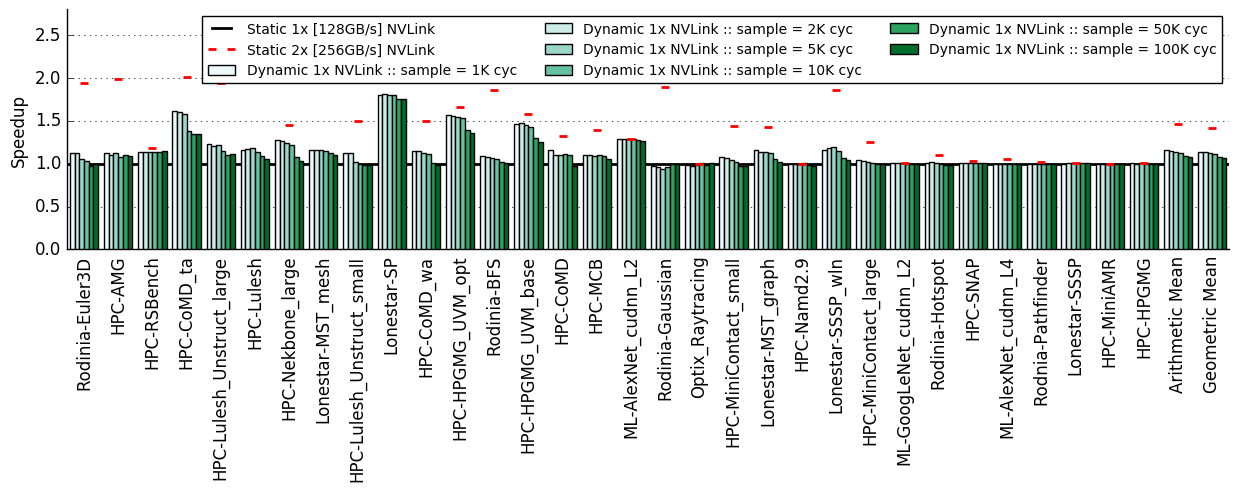 Static 1x [128GB/s] NVLink
Static 2x [256GB/s] NVLink
Dynamic 1x NVLink :: sample = 1K cyc
Dynamic 1x NVLink :: sample = 2K cyc
Dynamic 1x NVLink :: sample = 5K cyc
Dynamic 1x NVLink :: sample = 10K cyc
Dynamic 1x NVLink :: sample = 50K cyc
Dynamic 1x NVLink :: sample = 100K cyc
Speedup
2.5
2.0
1.5
1.0
0.5
0.0
Rodinia-Euler3D
HPC-AMG
HPC-RSBench
HPC-CoMD_ta
HPC-Lulesh_Unstruct_large
HPC-Lulesh
HPC-Nekbone_large
Lonestar-MST_mesh
HPC-Lulesh_Unstruct_small
Lonestar-SP
HPC-CoMD_wa
HPC-HPGMG_UVM_opt
Rodinia-BFS
HPC-HPGMG_UVM_base
HPC-CoMD
HPC-MCB
ML-AlexNet_cudnn_L2
Rodinia-Gaussian
Optix_Raytracing
HPC-MiniContact_small
Lonestar-MST_graph
HPC-Namd2.9
Lonestar-SSSP_wln
HPC-MiniContact_large
ML-GoogLeNet_cudnn_L2
Rodinia-Hotspot
HPC-SNAP
ML-AlexNet_cudnn_L4
Rodnia-Pathfinder
Lonestar-SSSP
HPC-MiniAMR
HPC-HPGMG
Arithmetic Mean
Geometric Mean